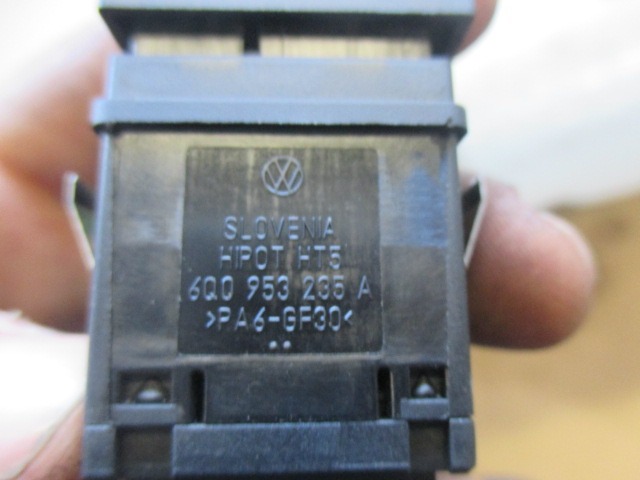 SLOVENIA
HIPOT HT5
6Q0 953 235 A
>PA6-GF30<